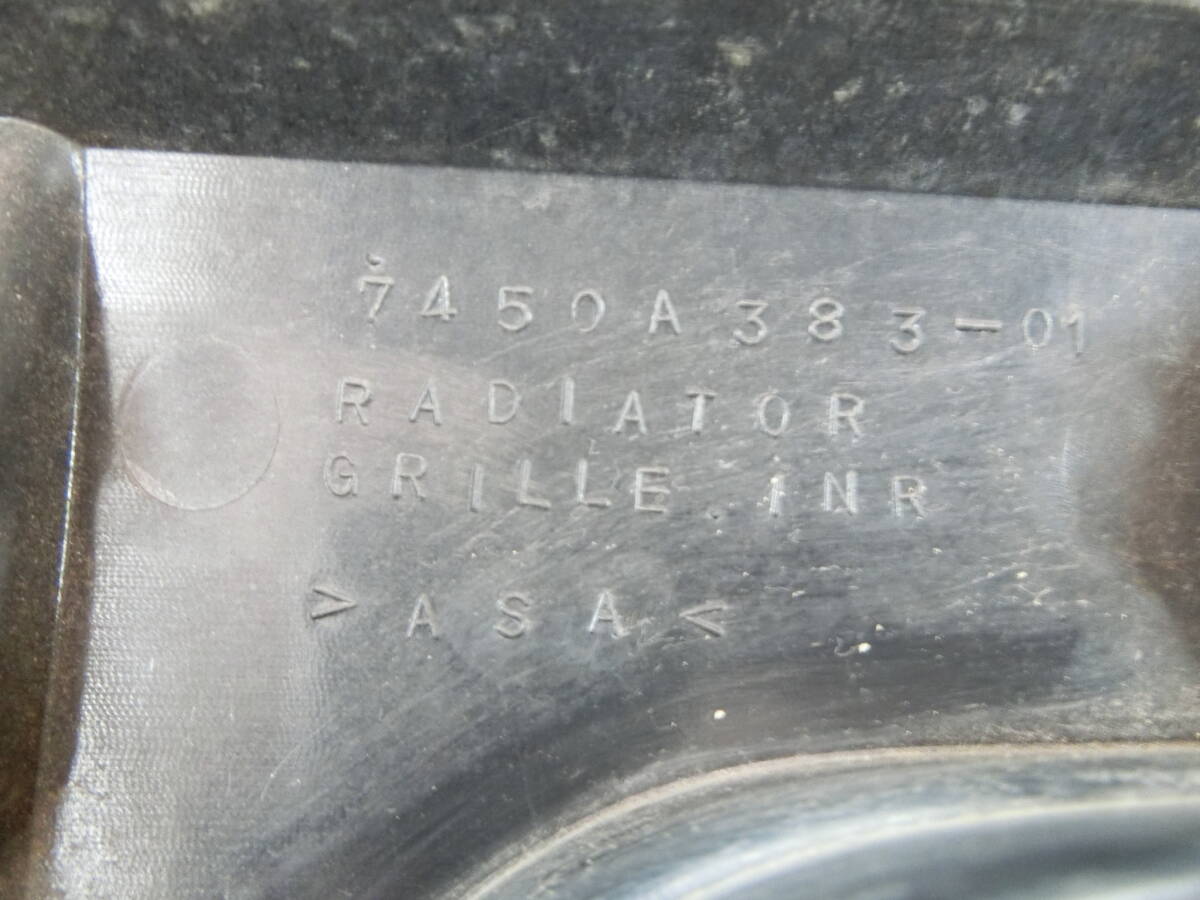 7450A383-01
RADIATOR
GRILLE.INR
>ASA<